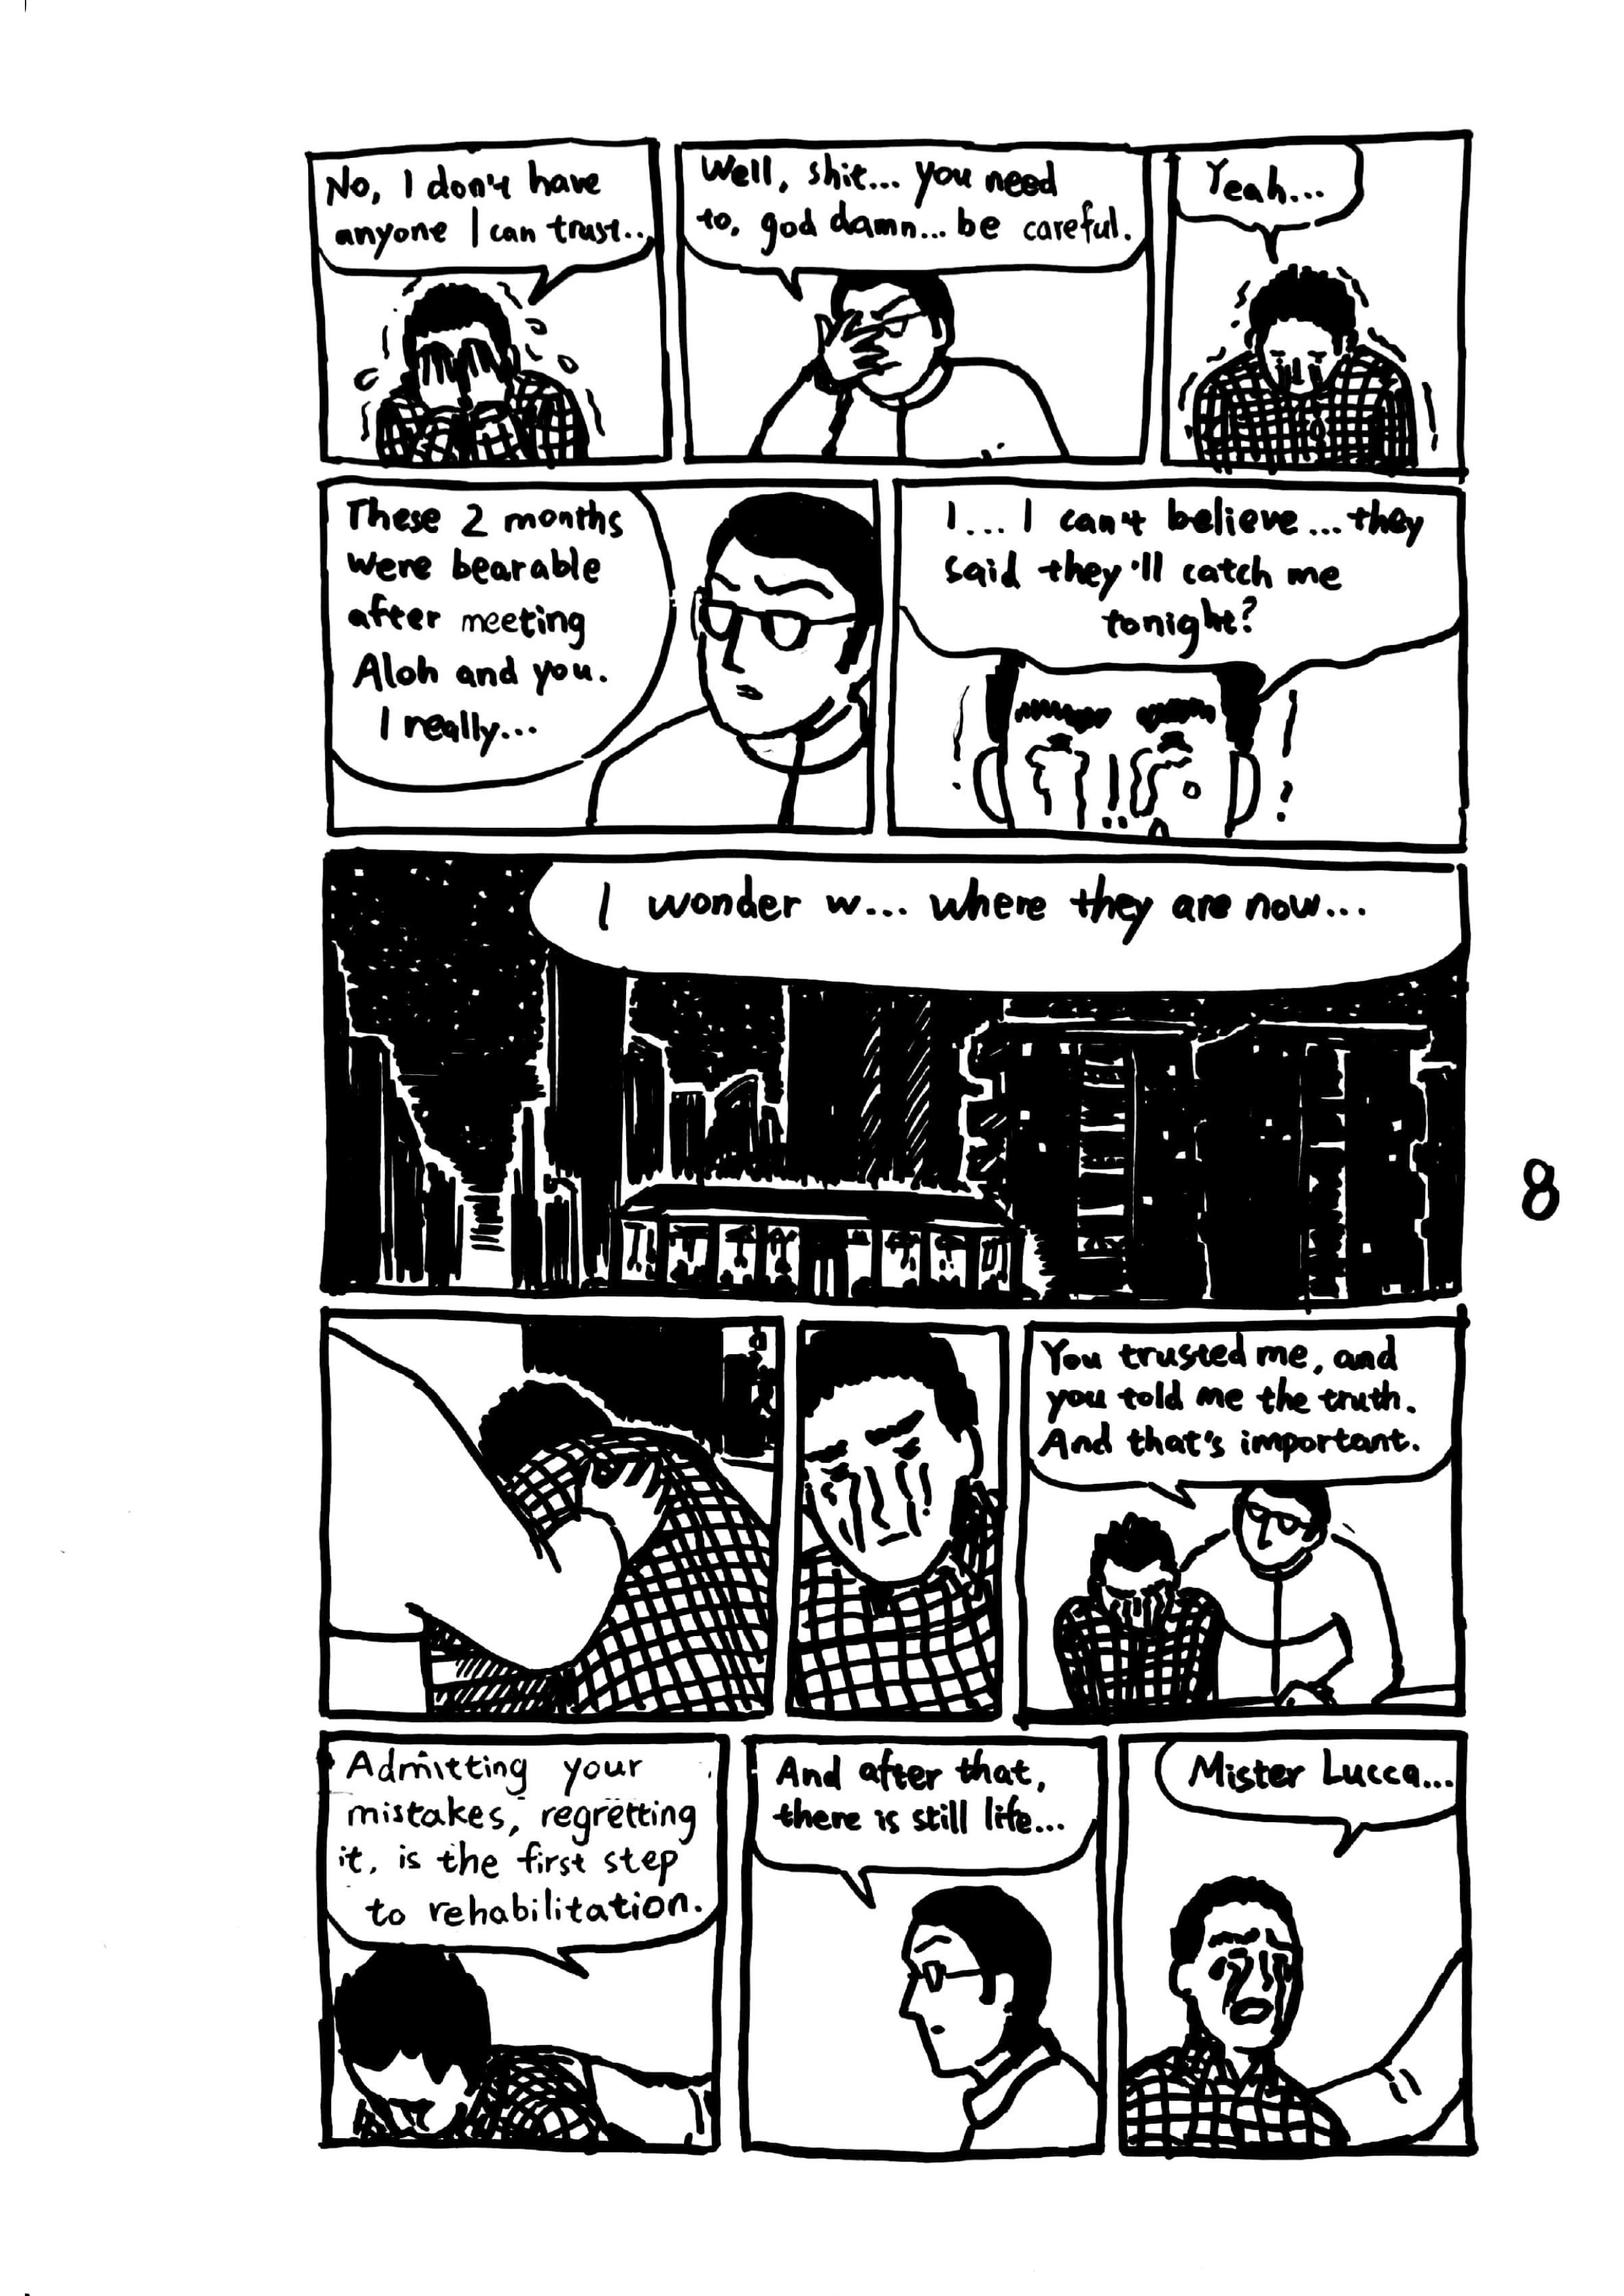 No, I don't have
anyone I can trust...
Well, shit... you need
to, god damn... be careful.
Yeah...
These 2 months
were bearable
after meeting
Aloh and you.
I really...
I... I can't believe... they
said they'll catch me
tonight?
I wonder w... where they are now...
8
You trusted me, and
you told me the truth.
And that's important.
Admitting your
mistakes, regretting
it, is the first step
to rehabilitation.
And after that,
there is still life...
Mister Lucca...